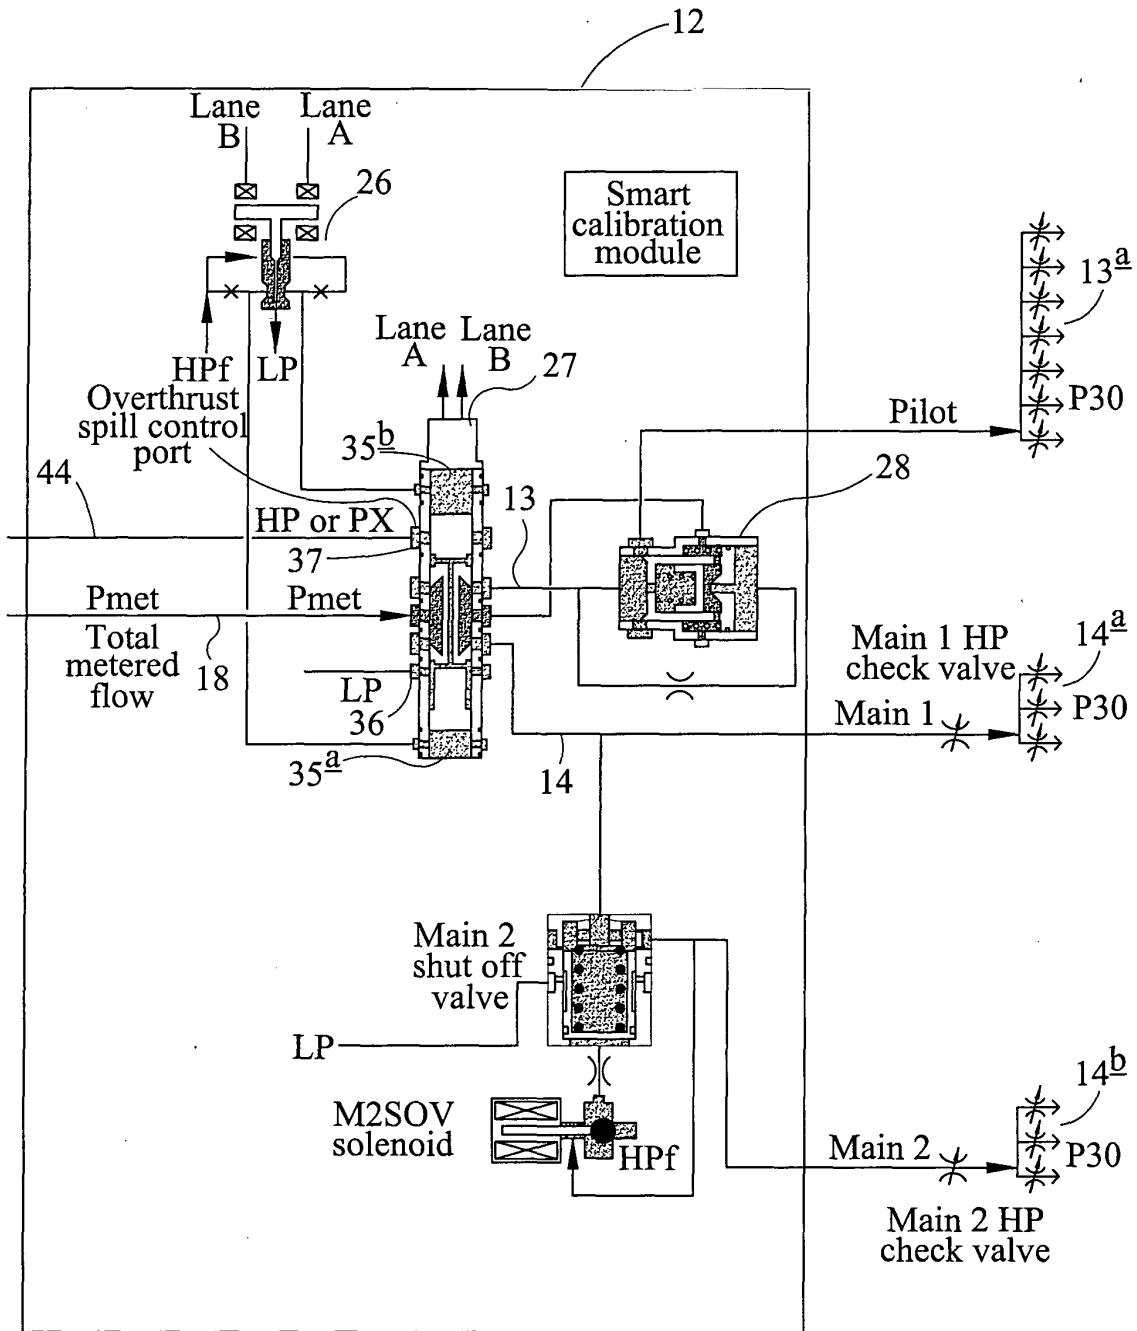 12
Lane
B
Lane
A
26
Smart
calibration
module
13a
P30
HPf
LP
Lane
A
Lane
B
27
Overthrust
spill control
port
35b
Pilot
28
44
HP or PX
37
13
Pmet
Pmet
Total
metered
flow
18
LP
36
35a
14
Main 1 HP
check valve
Main 1
14a
P30
Main 2
shut off
valve
LP
M2SOV
solenoid
HPf
Main 2
14b
P30
Main 2 HP
check valve